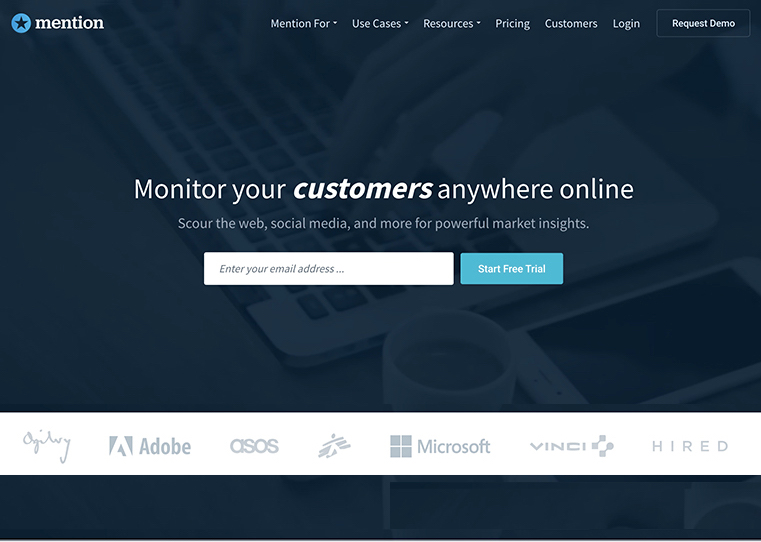 mention
Mention For
Use Cases
Resources
Pricing
Customers
Login
Request Demo
Monitor your customers anywhere online
Scour the web, social media, and more for powerful market insights.
Enter your email address ...
Start Free Trial
Ogilvy
Adobe
asos
Microsoft
VINCI
HIRED